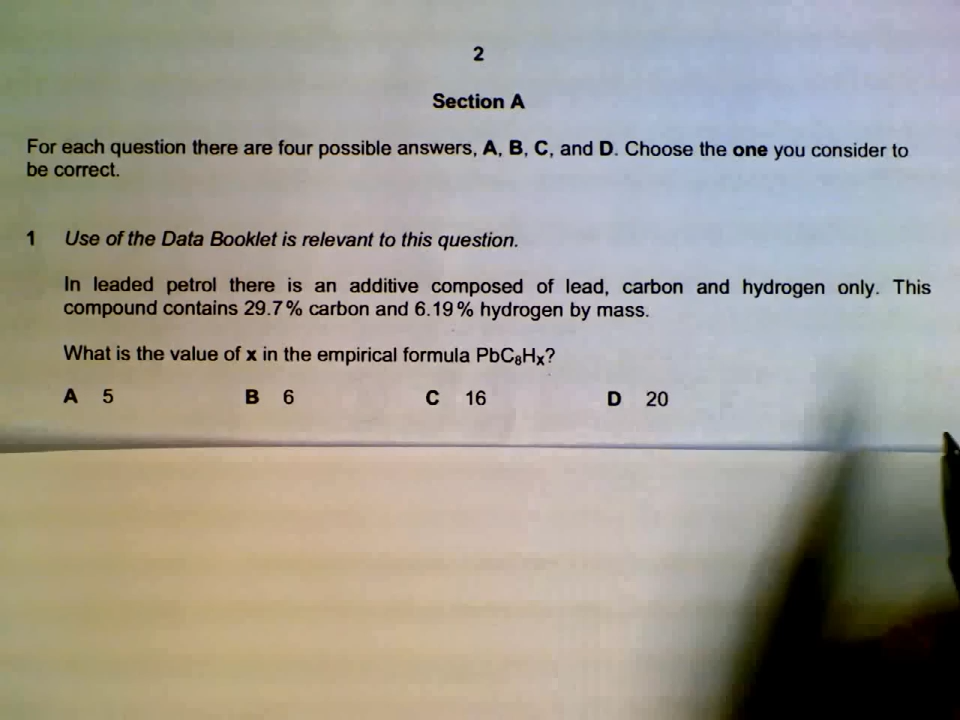 2
Section A
For each question there are four possible answers, A, B, C, and D. Choose the one you consider to
be correct.
1 Use of the Data Booklet is relevant to this question.
In leaded petrol there is an additive composed of lead, carbon and hydrogen only. This
compound contains 29.7% carbon and 6.19% hydrogen by mass.
What is the value of x in the empirical formula PbC₈Hₓ?
A 5 B 6 C 16 D 20